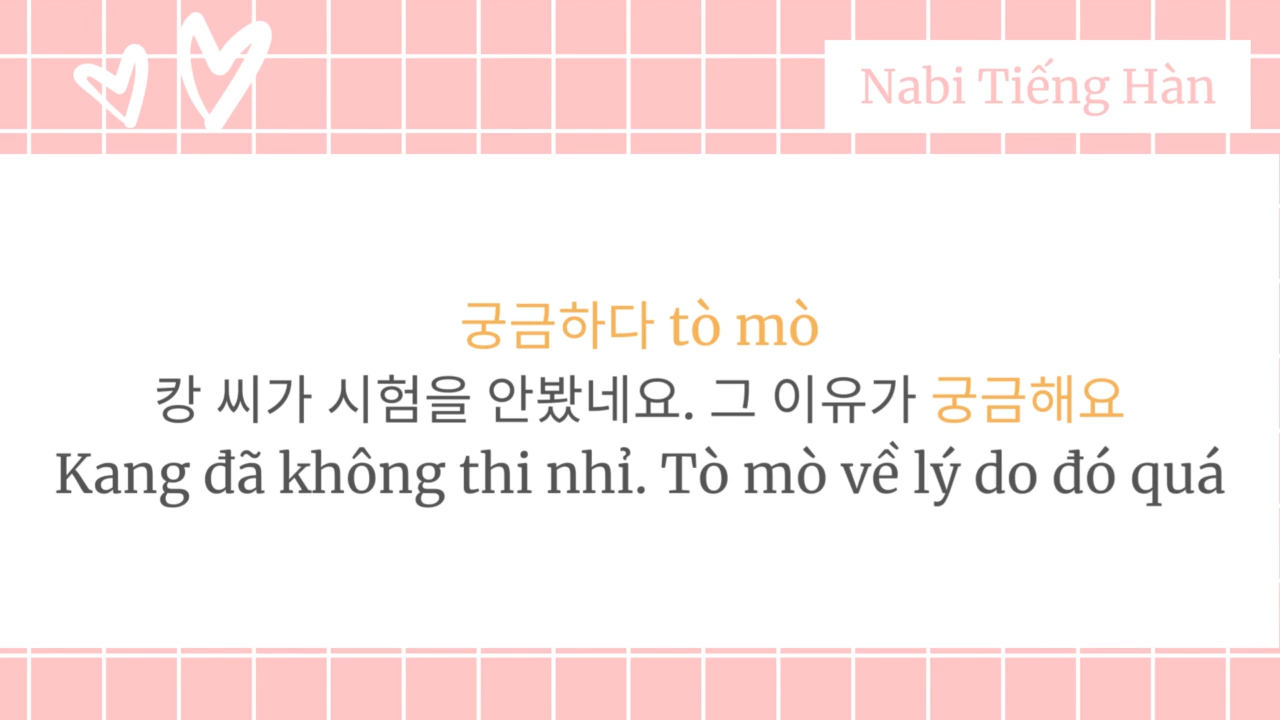 Nabi Tiếng Hàn
궁금하다 tò mò
캉 씨가 시험을 안봤네요. 그 이유가 궁금해요
Kang đã không thi nhỉ. Tò mò về lý do đó quá